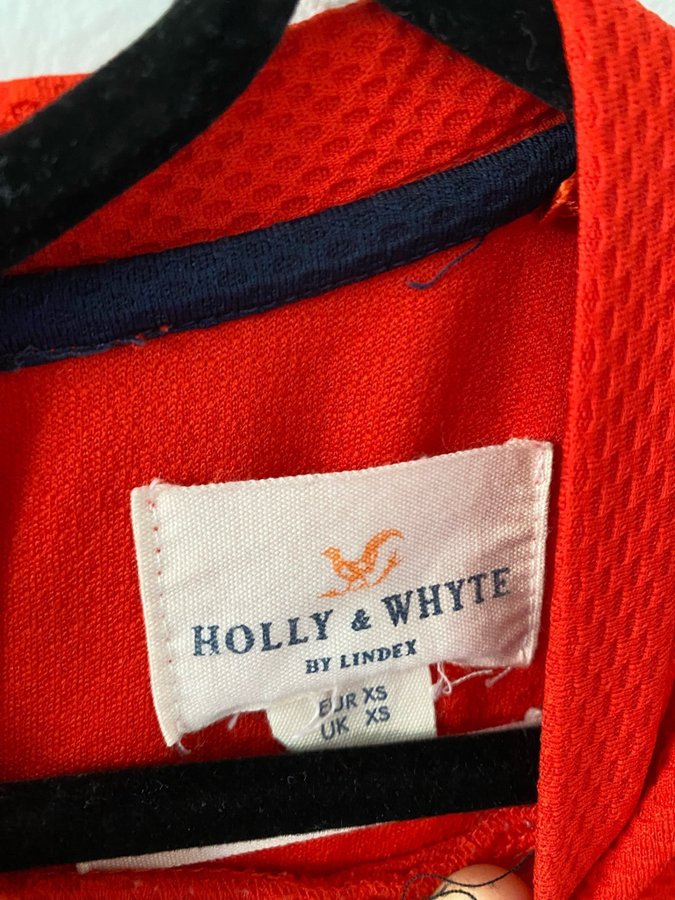 HOLLY & WHYTE
BY LINDEX
EUR XS
UK XS